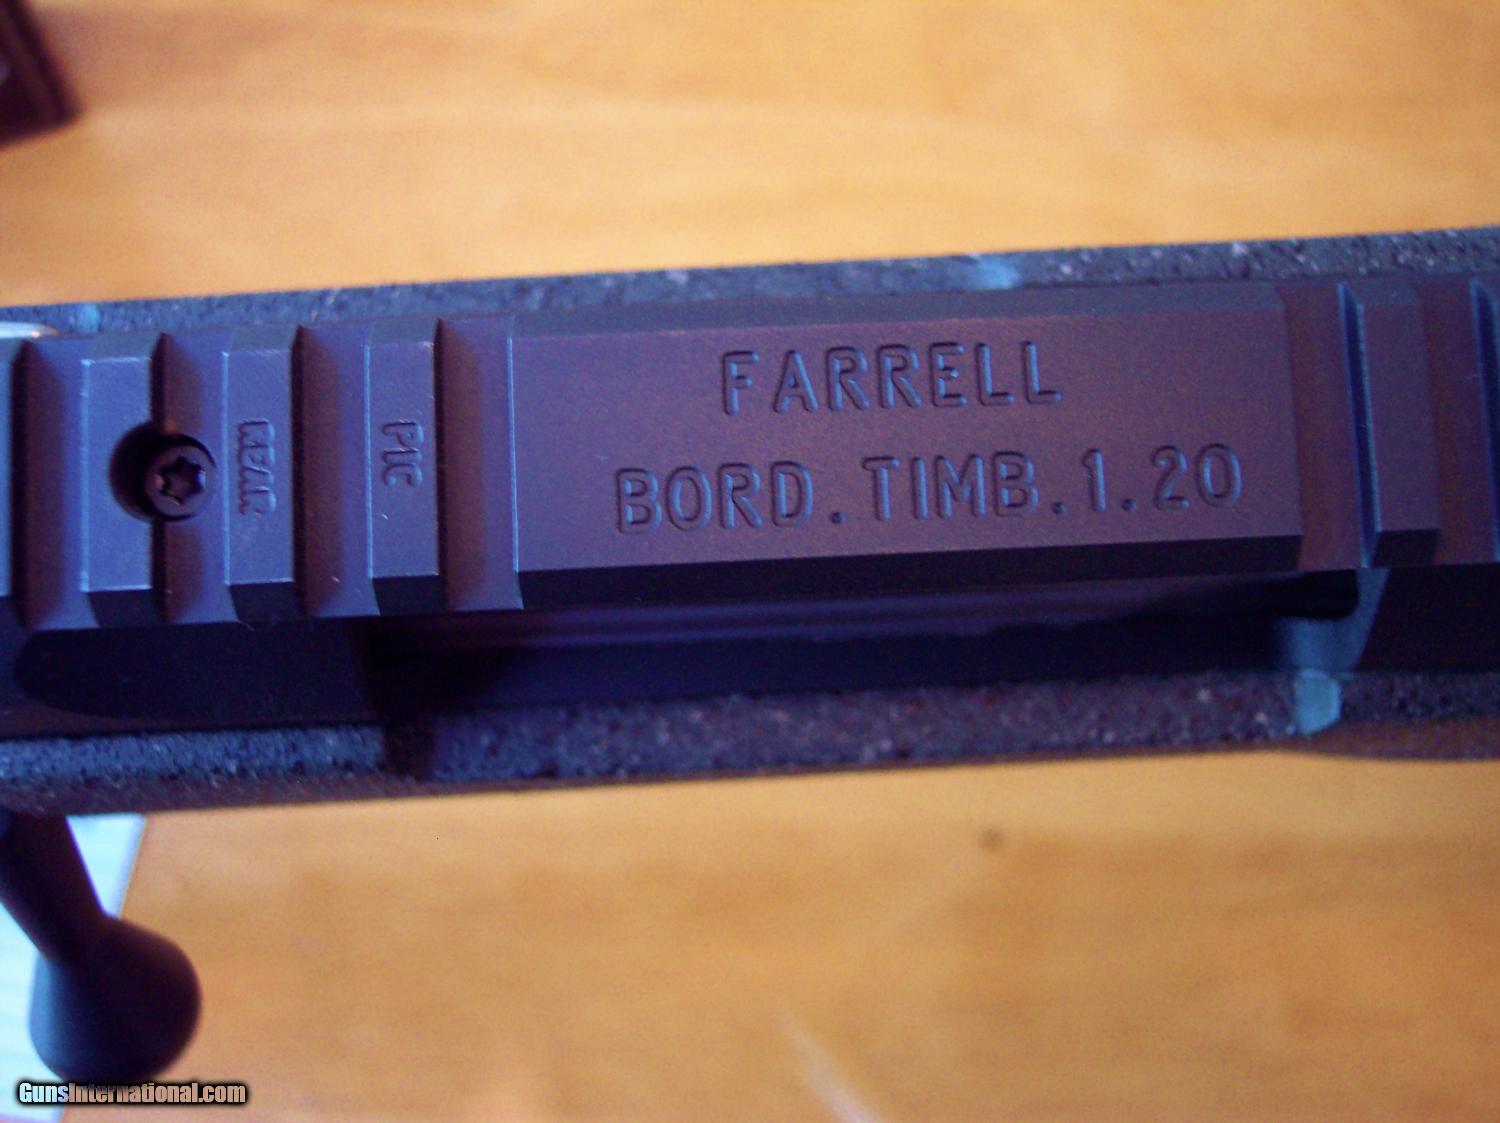 FARRELL
BORD.TIMB.1.20
PIC
GunsInternational.com